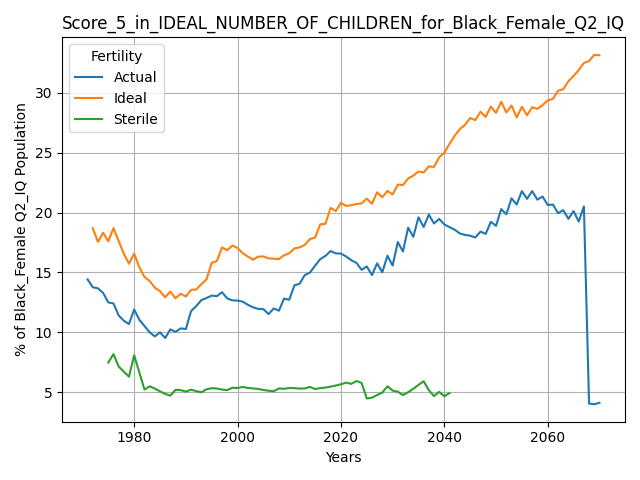 Score_5_in_IDEAL_NUMBER_OF_CHILDREN_for_Black_Female_Q2_IQ
Fertility
Actual
Ideal
Sterile
% of Black_Female Q2_IQ Population
30
25
20
15
10
5
1980
2000
2020
2040
2060
Years